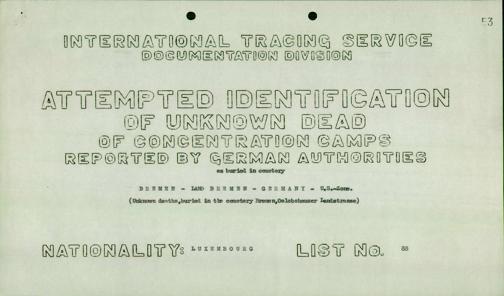 E3
INTERNATIONAL TRACING SERVICE
DOCUMENTATION DIVISION
ATTEMPTED IDENTIFICATION
OF UNKNOWN DEAD
OF CONCENTRATION CAMPS
REPORTED BY GERMAN AUTHORITIES
as buried in cemetery
BREMEN - LAND BREMEN - GERMANY - U.S.-Zone.
(Unknown deaths,buried in the cemetery Bremen,Oslebshauser Landstrasse)
NATIONALITY: LUXEMBOURG LIST No. 88